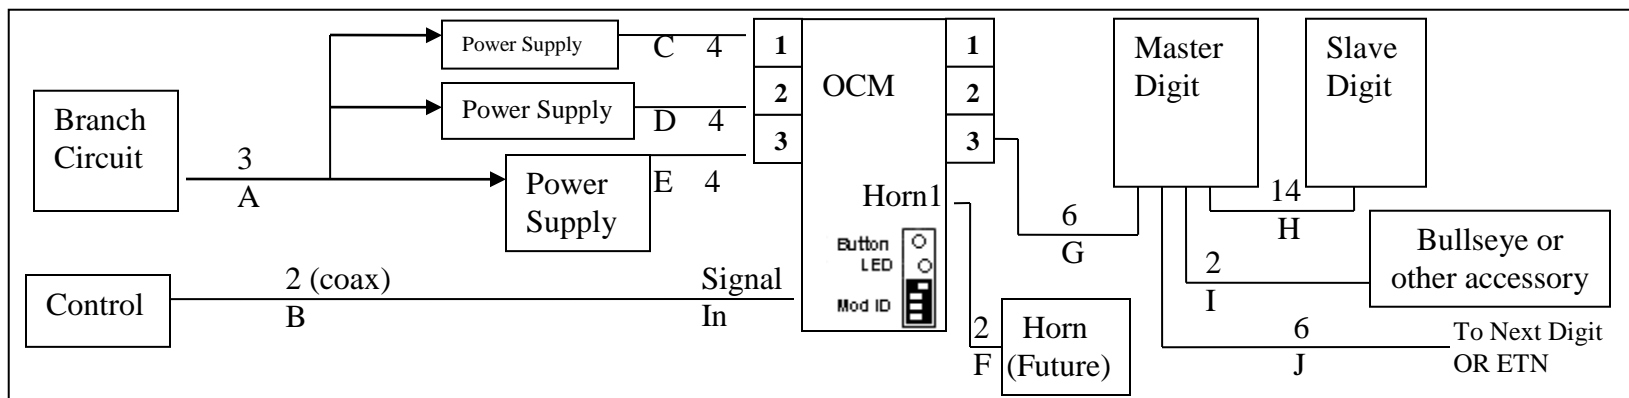 Branch
Circuit
3
A
Power Supply
C 4
Power Supply
D 4
Power
Supply
E 4
1
2
3
OCM
1
2
3
Horn1
Button
LED
Mod ID
Control
2 (coax)
B
Signal
In
2
F
Horn
(Future)
6
G
Master
Digit
Slave
Digit
14
H
2
I
Bullseye or
other accessory
6
J
To Next Digit
OR ETN